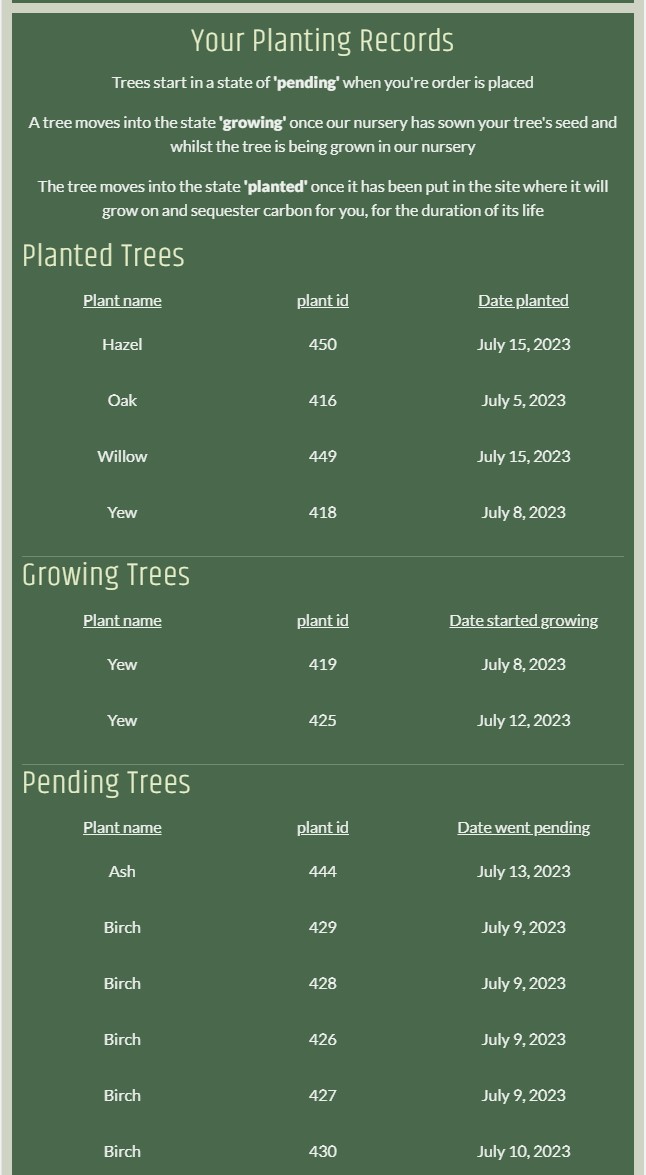 Your Planting Records
Trees start in a state of 'pending' when you're order is placed
A tree moves into the state 'growing' once our nursery has sown your tree's seed and
whilst the tree is being grown in our nursery
The tree moves into the state 'planted' once it has been put in the site where it will
grow on and sequester carbon for you, for the duration of its life
Planted Trees
Plant name plant id Date planted
Hazel 450 July 15, 2023
Oak 416 July 5, 2023
Willow 449 July 15, 2023
Yew 418 July 8, 2023
Growing Trees
Plant name plant id Date started growing
Yew 419 July 8, 2023
Yew 425 July 12, 2023
Pending Trees
Plant name plant id Date went pending
Ash 444 July 13, 2023
Birch 429 July 9, 2023
Birch 428 July 9, 2023
Birch 426 July 9, 2023
Birch 427 July 9, 2023
Birch 430 July 10, 2023